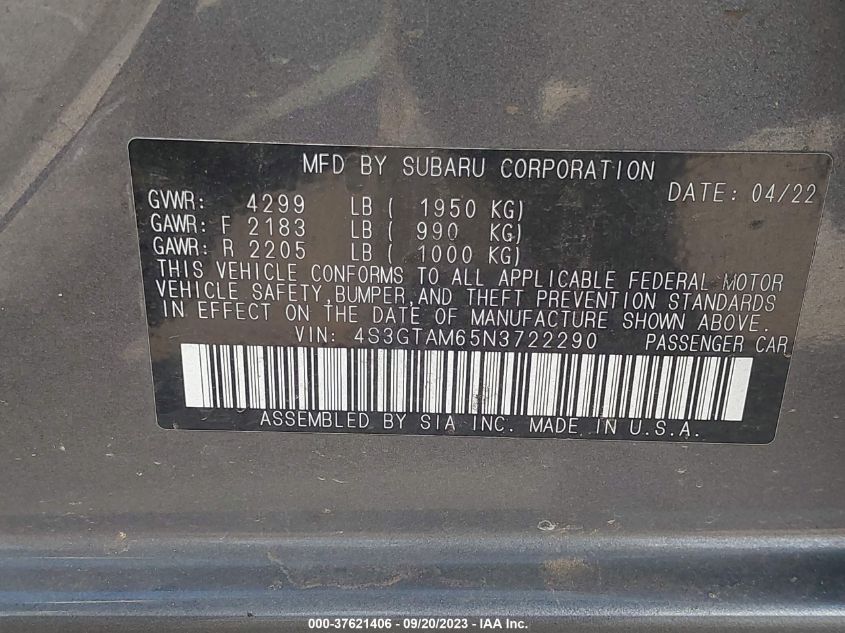 MFD BY SUBARU CORPORATION
DATE: 04/22
GVWR: 4299 LB ( 1950 KG)
GAWR: F 2183 LB ( 990 KG)
GAWR: R 2205 LB ( 1000 KG)
THIS VEHICLE CONFORMS TO ALL APPLICABLE FEDERAL MOTOR
VEHICLE SAFETY, BUMPER, AND THEFT PREVENTION STANDARDS
IN EFFECT ON THE DATE OF MANUFACTURE SHOWN ABOVE.
VIN: 4S3GTAM65N3722290 PASSENGER CAR
ASSEMBLED BY SIA INC. MADE IN U.S.A.
000-37621406 - 09/20/2023 - IAA Inc.